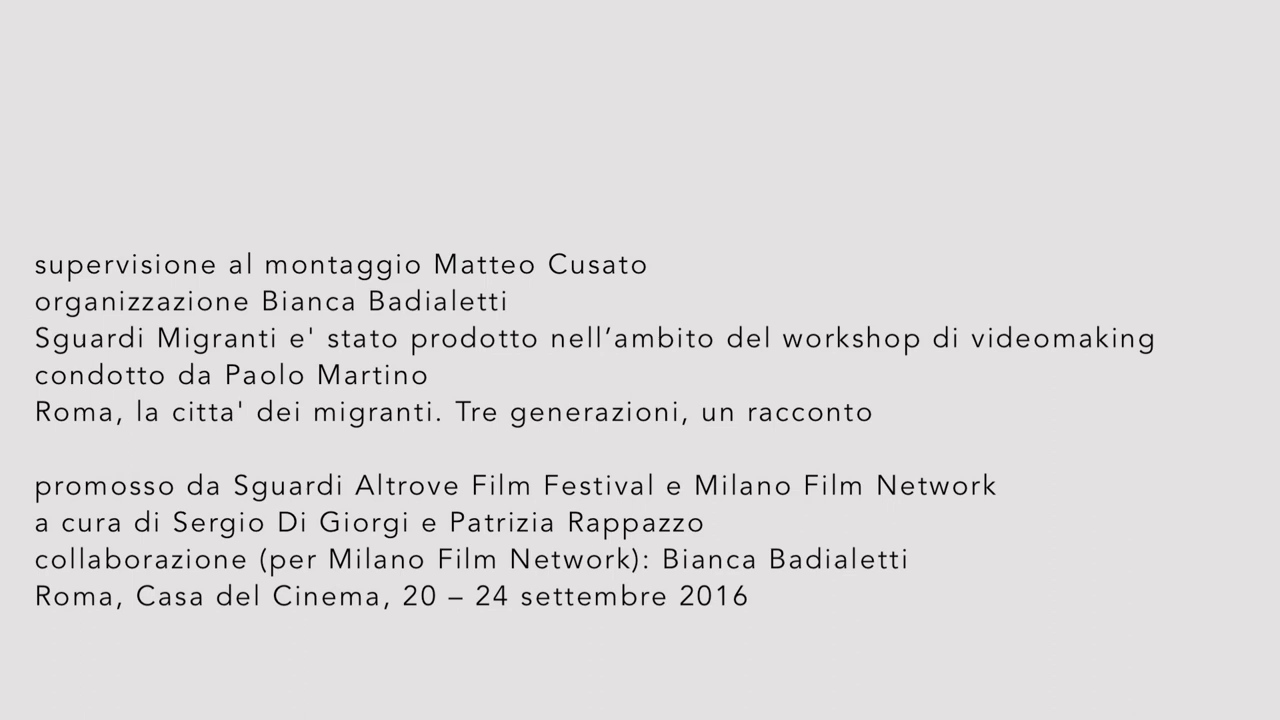 supervisione al montaggio Matteo Cusato
organizzazione Bianca Badialetti
Sguardi Migranti e' stato prodotto nell’ambito del workshop di videomaking
condotto da Paolo Martino
Roma, la citta' dei migranti. Tre generazioni, un racconto
promosso da Sguardi Altrove Film Festival e Milano Film Network
a cura di Sergio Di Giorgi e Patrizia Rappazzo
collaborazione (per Milano Film Network): Bianca Badialetti
Roma, Casa del Cinema, 20 – 24 settembre 2016